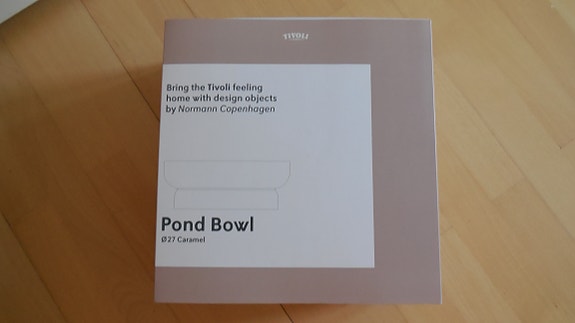 TIVOLI
Bring the Tivoli feeling
home with design objects
by Normann Copenhagen
Pond Bowl
Ø27 Caramel